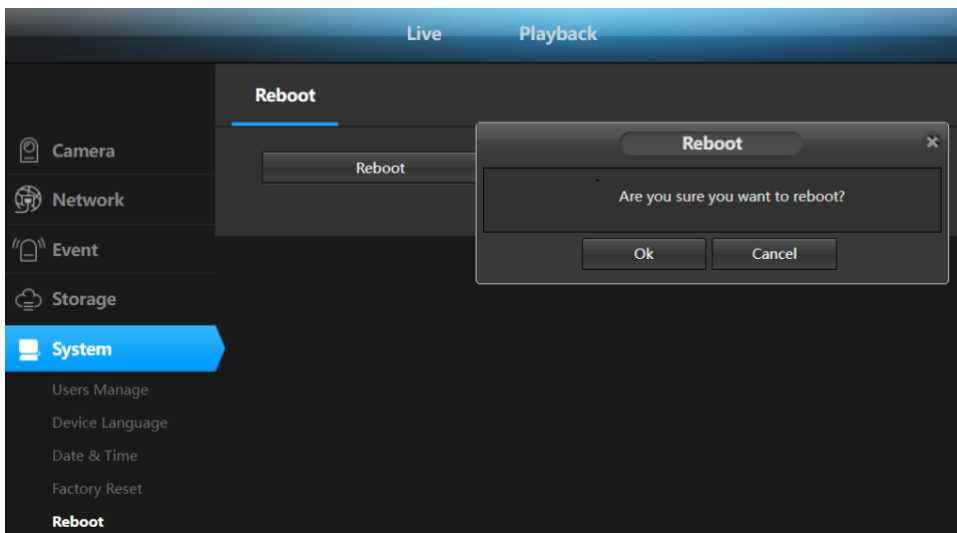 Live Playback
Reboot
Camera
Network
Event
Storage
System
Users Manage
Device Language
Date & Time
Factory Reset
Reboot
Reboot
Reboot
Are you sure you want to reboot?
Ok Cancel